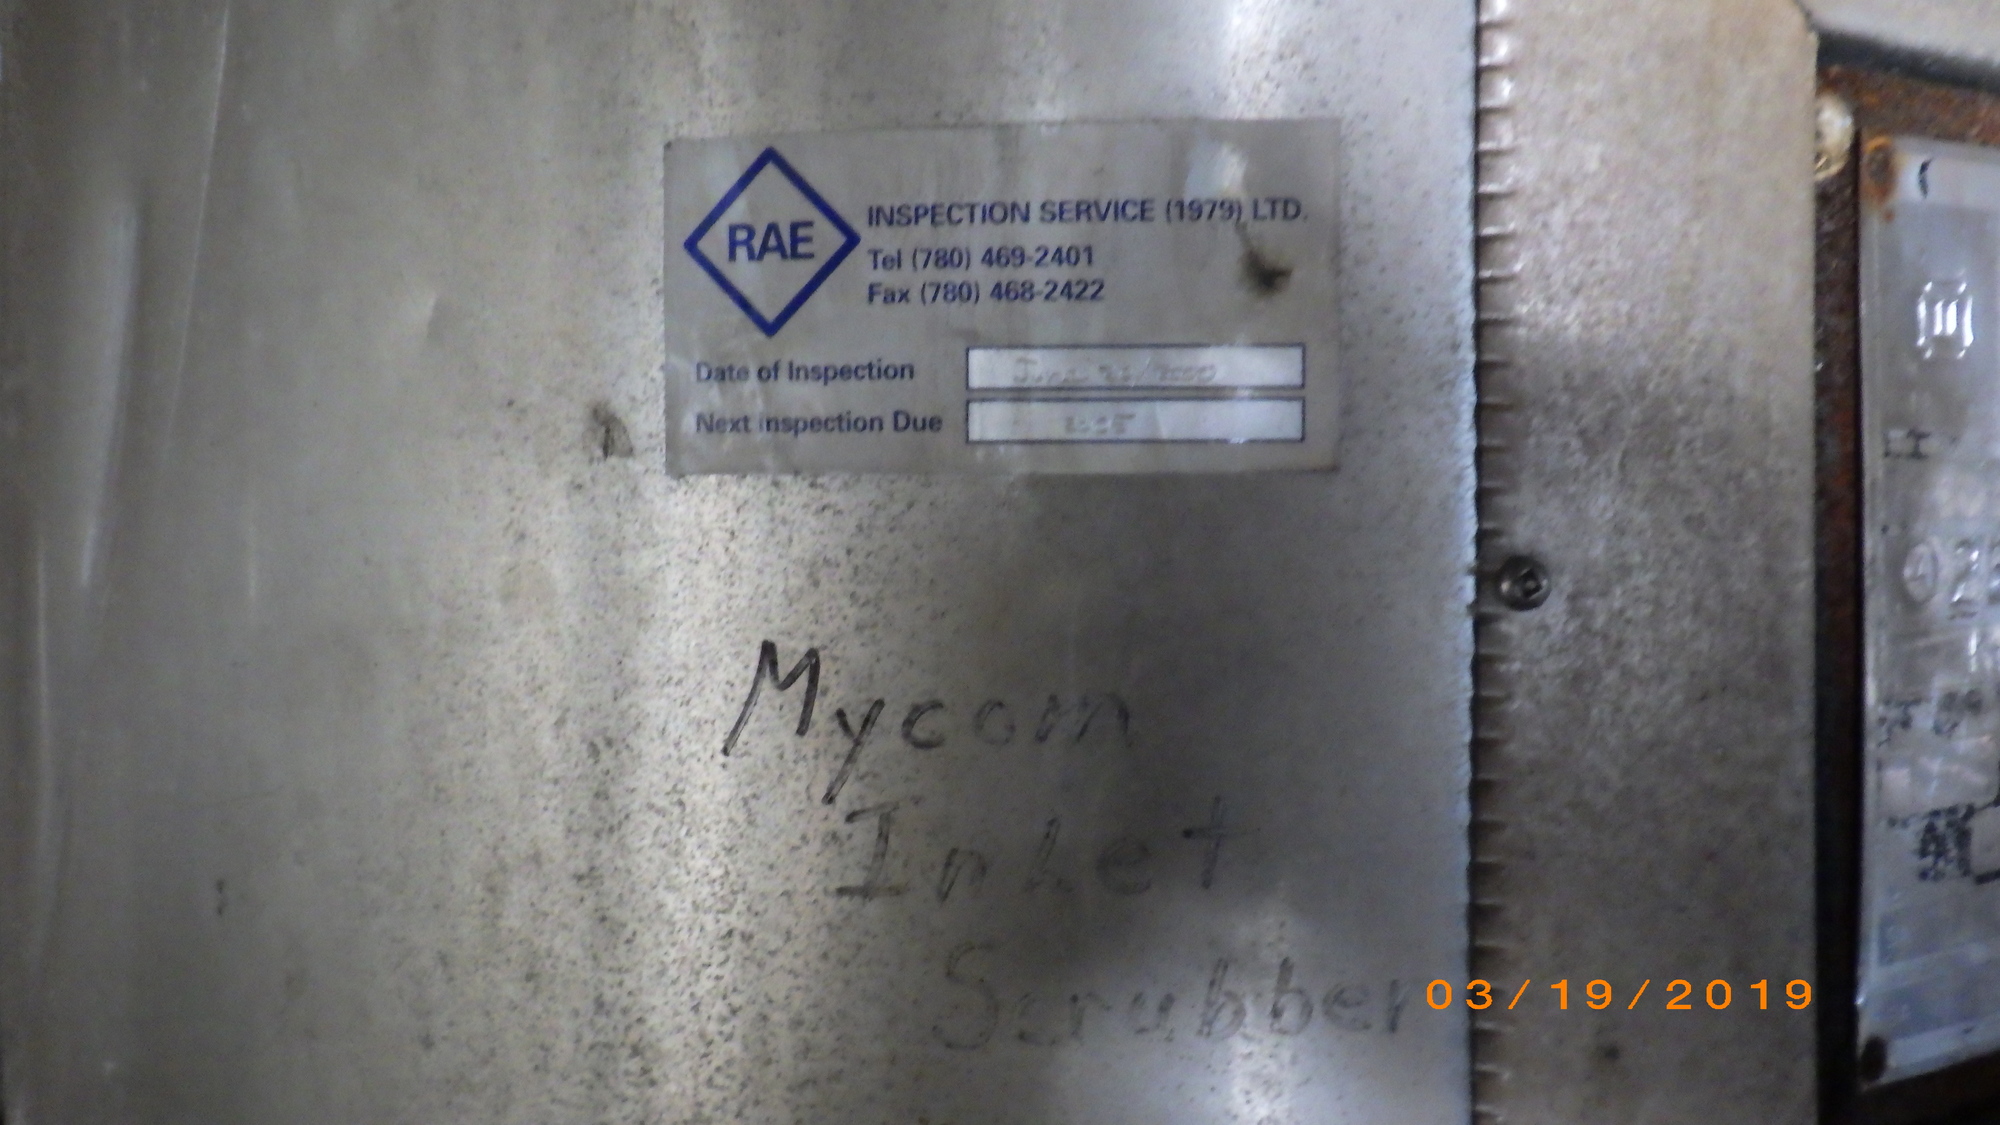 RAE
INSPECTION SERVICE (1979) LTD.
Tel (780) 469-2401
Fax (780) 468-2422
Date of Inspection
Next inspection Due
Mycom
Inlet
Scrubber
03/19/2019